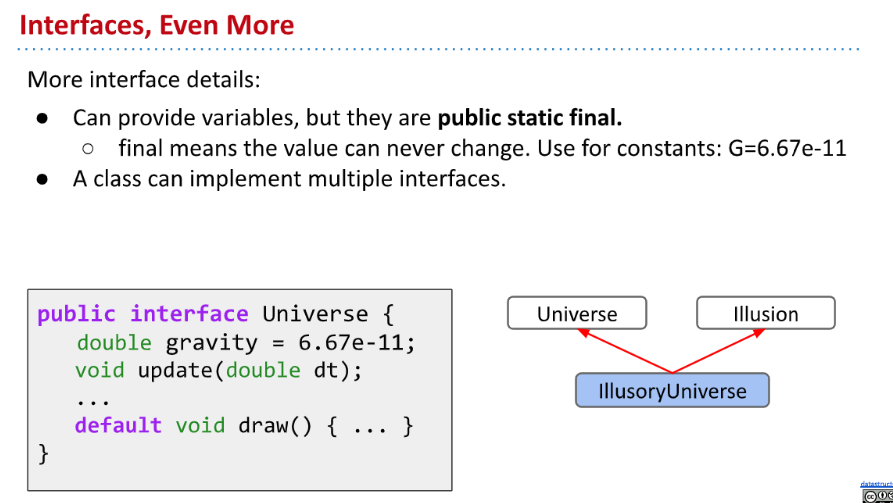 Interfaces, Even More
More interface details:
● Can provide variables, but they are public static final.
○ final means the value can never change. Use for constants: G=6.67e-11
● A class can implement multiple interfaces.
public interface Universe {
double gravity = 6.67e-11;
void update(double dt);
...
default void draw() { ... }
}
Universe
Illusion
IllusoryUniverse